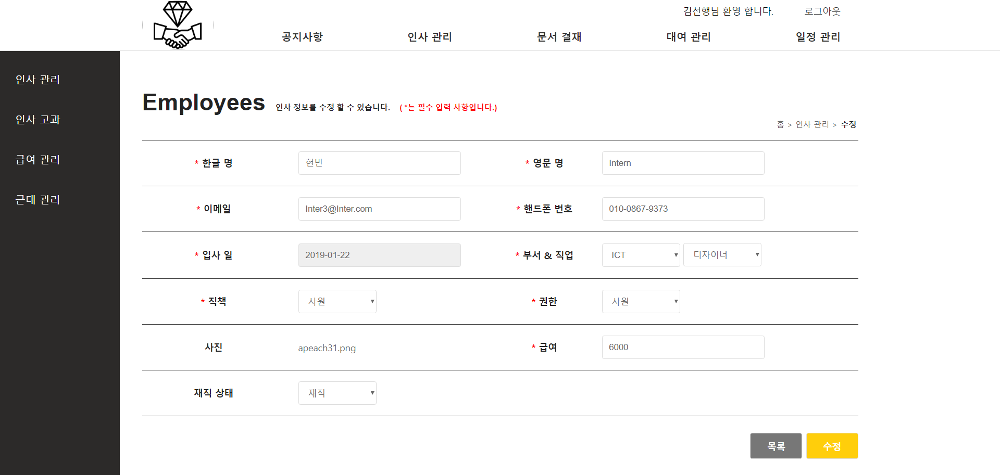 김선행님 환영 합니다. 로그아웃
공지사항 인사 관리 문서 결재 대여 관리 일정 관리
인사 관리
인사 고과
급여 관리
근태 관리
Employees 인사 정보를 수정 할 수 있습니다. ( *는 필수 입력 사항입니다.)
홈 > 인사 관리 > 수정
* 한글 명 현빈 * 영문 명 Intern
* 이메일 Inter3@Inter.com * 핸드폰 번호 010-0867-9373
* 입사 일 2019-01-22 * 부서 & 직업 ICT 디자이너
* 직책 사원 * 권한 사원
사진 apeach31.png * 급여 6000
재직 상태 재직
목록 수정